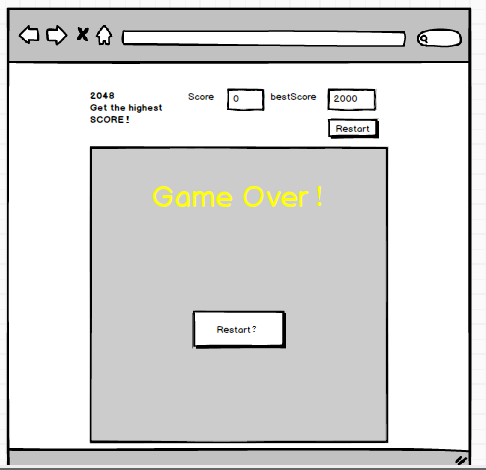 2048
Get the highest
SCORE!
Score 0 bestScore 2000
Restart
Game Over !
Restart?